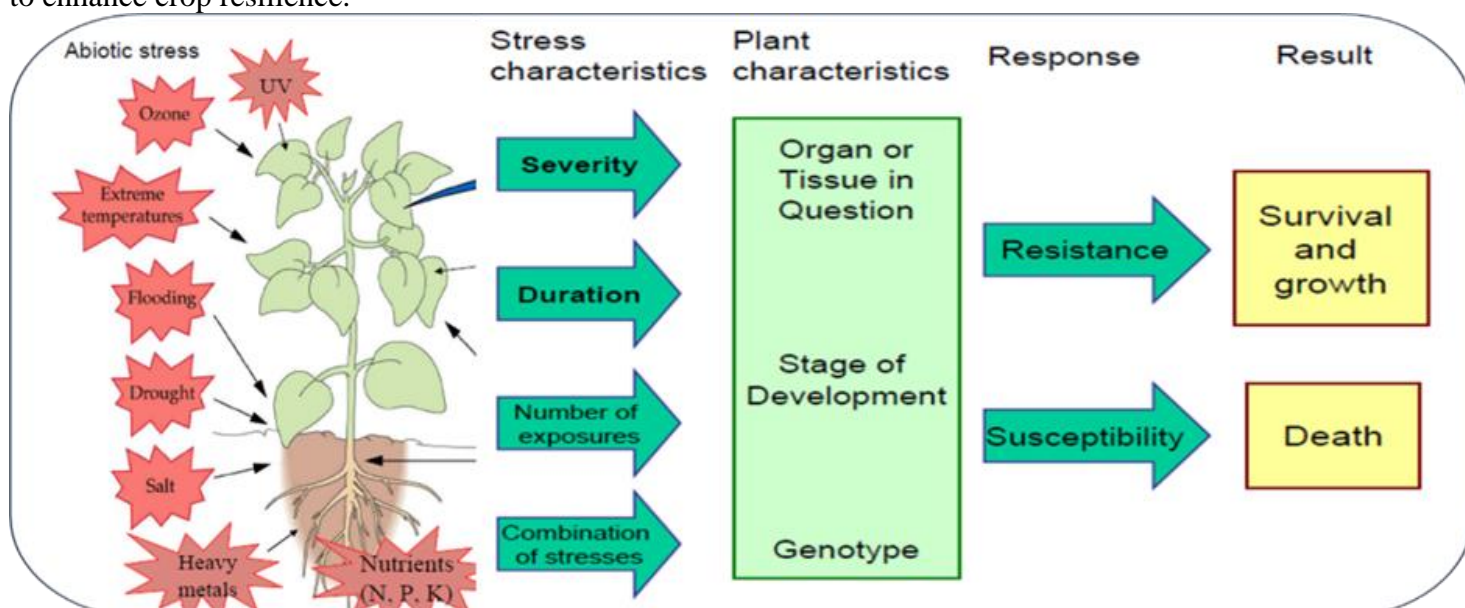 to enhance crop resilience.
Abiotic stress
UV
Ozone
Extreme
temperatures
Flooding
Drought
Salt
Heavy
metals
Nutrients
(N, P, K)
Stress
characteristics
Severity
Duration
Number of
exposures
Combination
of stresses
Plant
characteristics
Organ or
Tissue in
Question
Stage of
Development
Genotype
Response
Resistance
Susceptibility
Result
Survival
and
growth
Death